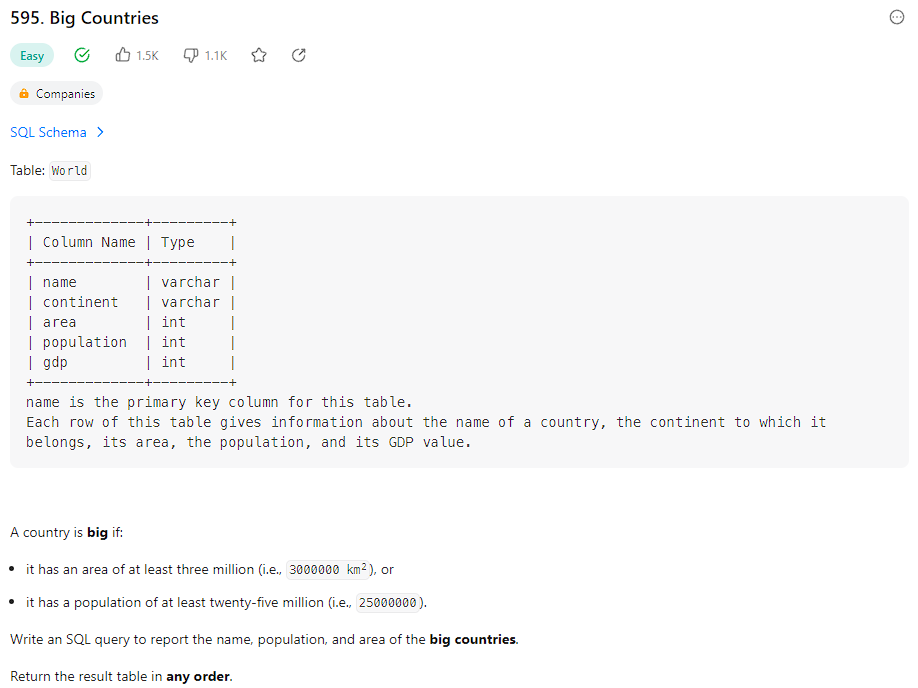 595. Big Countries
Easy 1.5K 1.1K
Companies
SQL Schema
Table: World
+-------------+---------+
| Column Name | Type    |
+-------------+---------+
| name        | varchar |
| continent   | varchar |
| area        | int     |
| population  | int     |
| gdp         | int     |
+-------------+---------+
name is the primary key column for this table.
Each row of this table gives information about the name of a country, the continent to which it
belongs, its area, the population, and its GDP value.
A country is big if:
• it has an area of at least three million (i.e., 3000000 km²), or
• it has a population of at least twenty-five million (i.e., 25000000).
Write an SQL query to report the name, population, and area of the big countries.
Return the result table in any order.